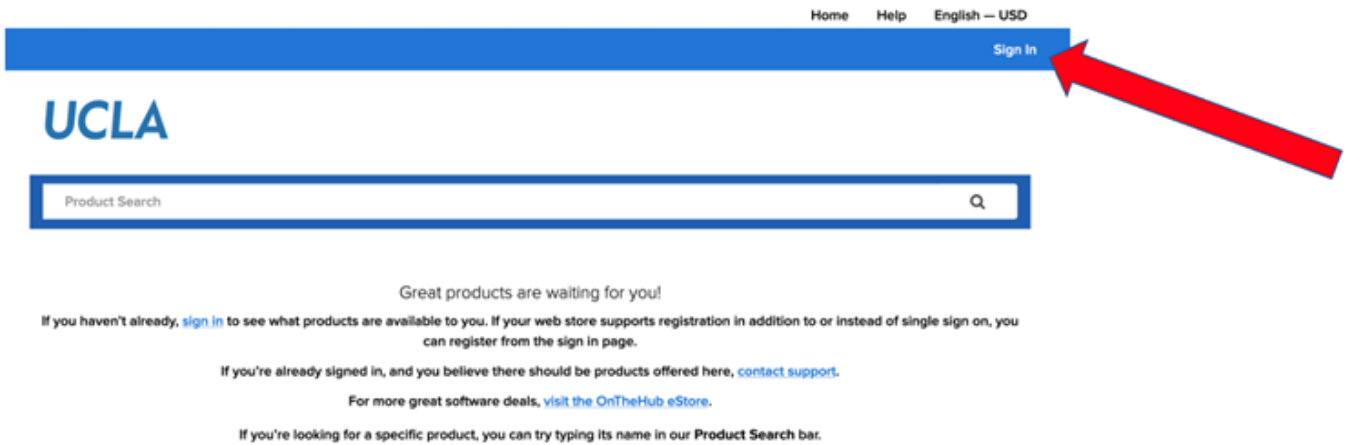 Home Help English — USD
Sign In
UCLA
Product Search
Great products are waiting for you!
If you haven't already, sign in to see what products are available to you. If your web store supports registration in addition to or instead of single sign on, you
can register from the sign in page.
If you're already signed in, and you believe there should be products offered here, contact support.
For more great software deals, visit the OnTheHub eStore.
If you're looking for a specific product, you can try typing its name in our Product Search bar.